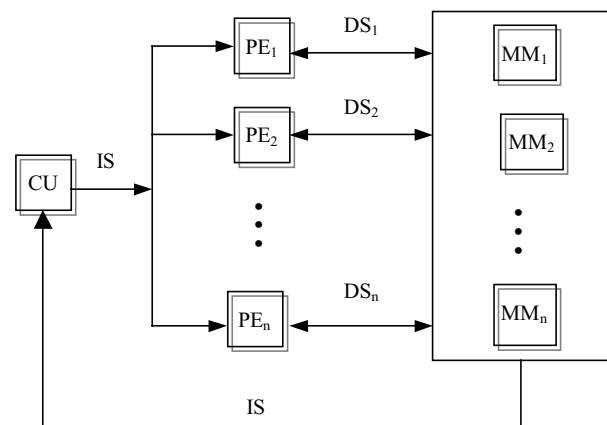 PE₁
DS₁
MM₁
PE₂
DS₂
MM₂
CU
IS
PEₙ
DSₙ
MMₙ
IS